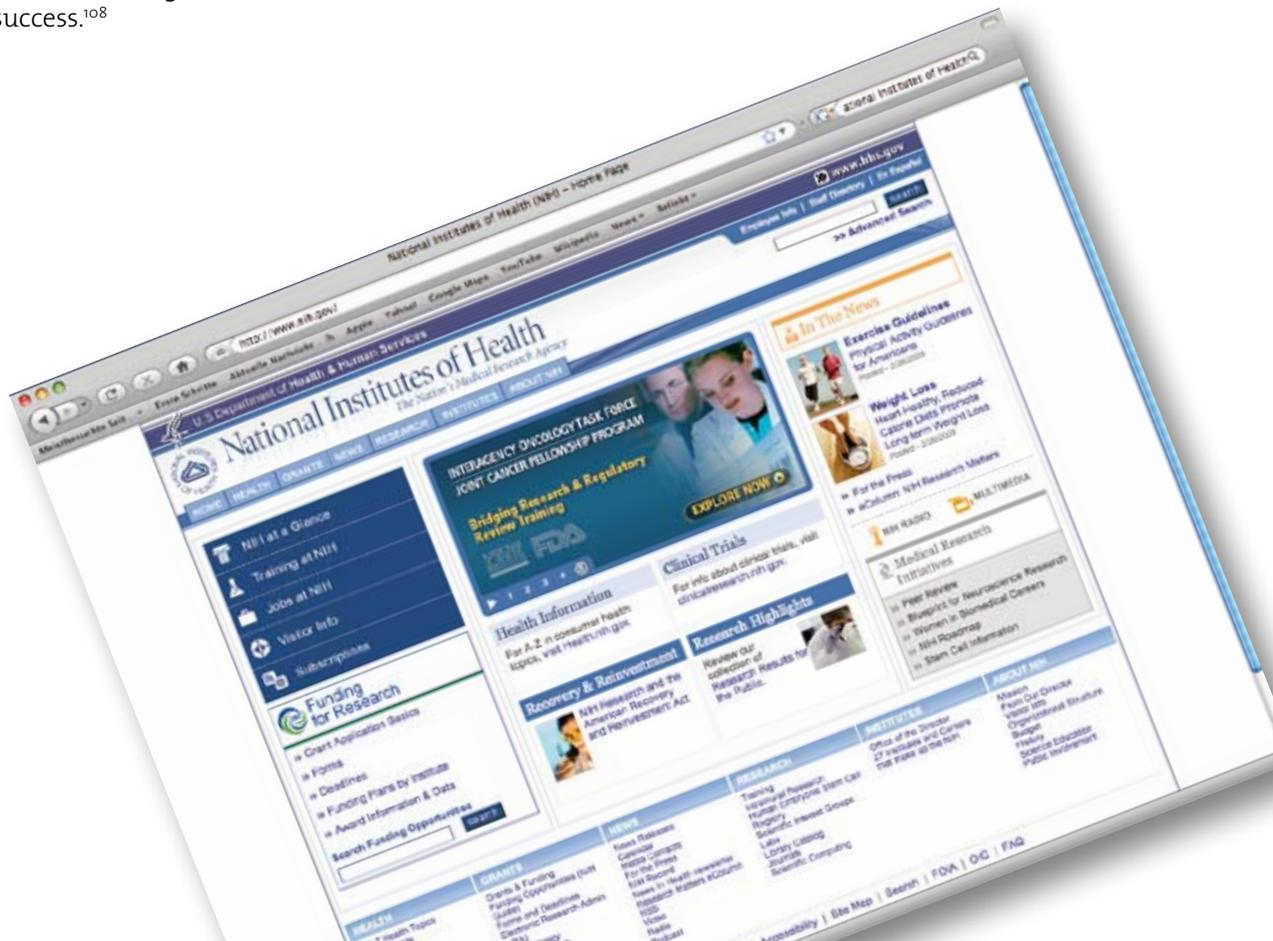 success.108
National Institutes of Health (NIH) – Home Page
http://www.nih.gov/
ational Institutes of Health
Meistbesuchte Seit
Erste Schritte
Aktuelle Nachricht
Apple
Yahoo!
Google Maps
YouTube
Wikipedia
News
Beliebt
U.S. Department of Health & Human Services
www.hhs.gov
National Institutes of Health
The Nation's Medical Research Agency
Employee Info | Staff Directory | En Español
Search
>> Advanced Search
HOME
HEALTH
GRANTS
NEWS
RESEARCH
INSTITUTES
ABOUT NIH
NIH at a Glance
Training at NIH
Jobs at NIH
Visitor Info
Subscriptions
Funding
for Research
» Grant Application Basics
» Forms
» Deadlines
» Funding Plans by Institute
» Award Information & Data
Search Funding Opportunities
Search
INTERAGENCY ONCOLOGY TASK FORCE
JOINT CANCER FELLOWSHIP PROGRAM
Bridging Research & Regulatory
Review Training
FDA
EXPLORE NOW
1 2 3 4
Health Information
For A-Z in consumer health
topics, visit Health.nih.gov.
Clinical Trials
For info about clinical trials, visit
clinicalresearch.nih.gov.
Recovery & Reinvestment
NIH Research and the
American Recovery
and Reinvestment Act
Research Highlights
Review our
collection of
Research Results for
the Public.
In The News
Exercise Guidelines
Physical Activity Guidelines
for Americans
Weight Loss
Heart Healthy, Reduced-
Calorie Diets Promote
Long term Weight Loss
» For the Press
» eColumn: NIH Research Matters
NIH RADIO
MULTIMEDIA
Medical Research
Initiatives
» Peer Review
» Blueprint for Neuroscience Research
» Women in Biomedical Careers
» NIH Roadmap
» Stem Cell Information
HEALTH
Health Topics
GRANTS
Grants & Funding
Funding Opportunities (NIH
Guide)
Forms and Deadlines
Electronic Research Admin
NEWS
News Releases
Calendar
Media Contacts
For the Press
NIH Record
News in Health newsletter
Research Matters eColumn
RSS
Video
Radio
Podcast
RESEARCH
Training
Intramural Research
Human Embryonic Stem Cell
Registry
Scientific Interest Groups
Labs
Library Catalog
Journals
Scientific Computing
INSTITUTES
Office of the Director
27 Institutes and Centers
that make up the NIH
ABOUT NIH
Mission
From Our Director
Visitor Info
Organizational Structure
Budget
History
Science Education
Public Involvement
Accessibility | Site Map | Search | FOIA | OIG | FAQ